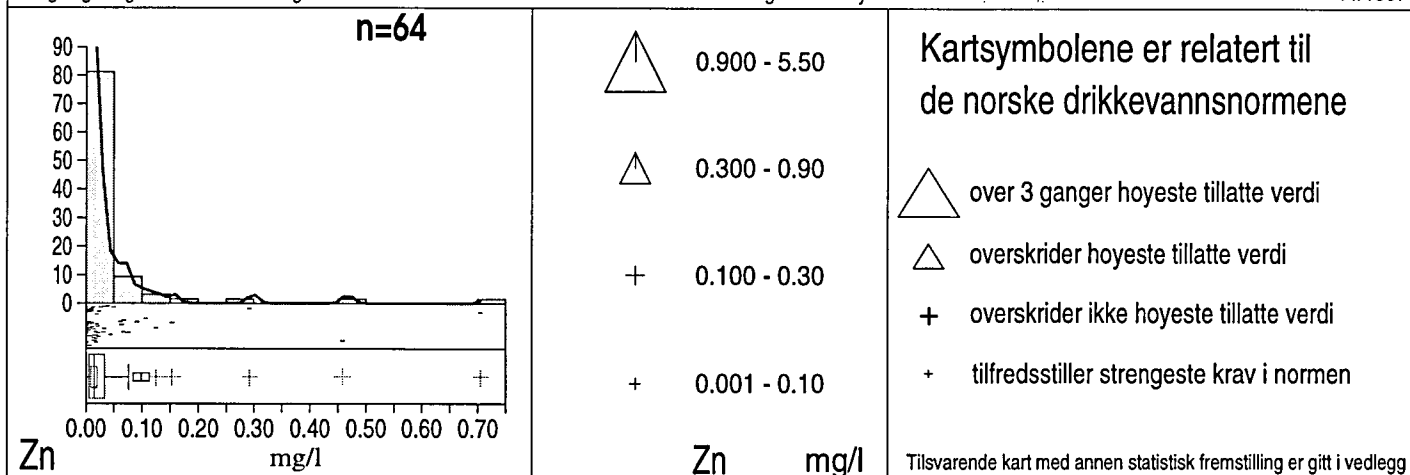 n=64
90
80
70
60
50
40
30
20
10
0
0.00 0.10 0.20 0.30 0.40 0.50 0.60 0.70
Zn mg/l
0.900 - 5.50
0.300 - 0.90
0.100 - 0.30
0.001 - 0.10
Zn mg/l
Kartsymbolene er relatert til
de norske drikkevannsnormene
over 3 ganger hoyeste tillatte verdi
overskrider hoyeste tillatte verdi
overskrider ikke hoyeste tillatte verdi
tilfredsstiller strengeste krav i normen
Tilsvarende kart med annen statistisk fremstilling er gitt i vedlegg